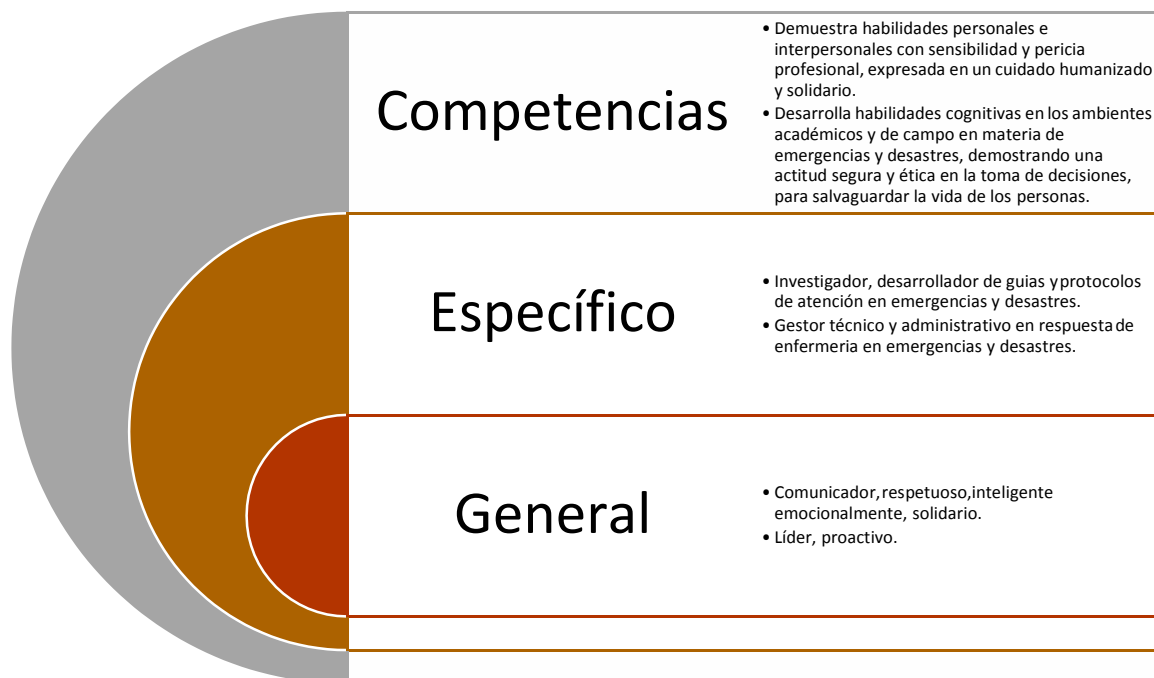 Competencias
• Demuestra habilidades personales e
interpersonales con sensibilidad y pericia
profesional, expresada en un cuidado humanizado
y solidario.
• Desarrolla habilidades cognitivas en los ambientes
académicos y de campo en materia de
emergencias y desastres, demostrando una
actitud segura y ética en la toma de decisiones,
para salvaguardar la vida de los personas.
Específico
• Investigador, desarrollador de guias y protocolos
de atención en emergencias y desastres.
• Gestor técnico y administrativo en respuesta de
enfermeria en emergencias y desastres.
General
• Comunicador, respetuoso, inteligente
emocionalmente, solidario.
• Líder, proactivo.